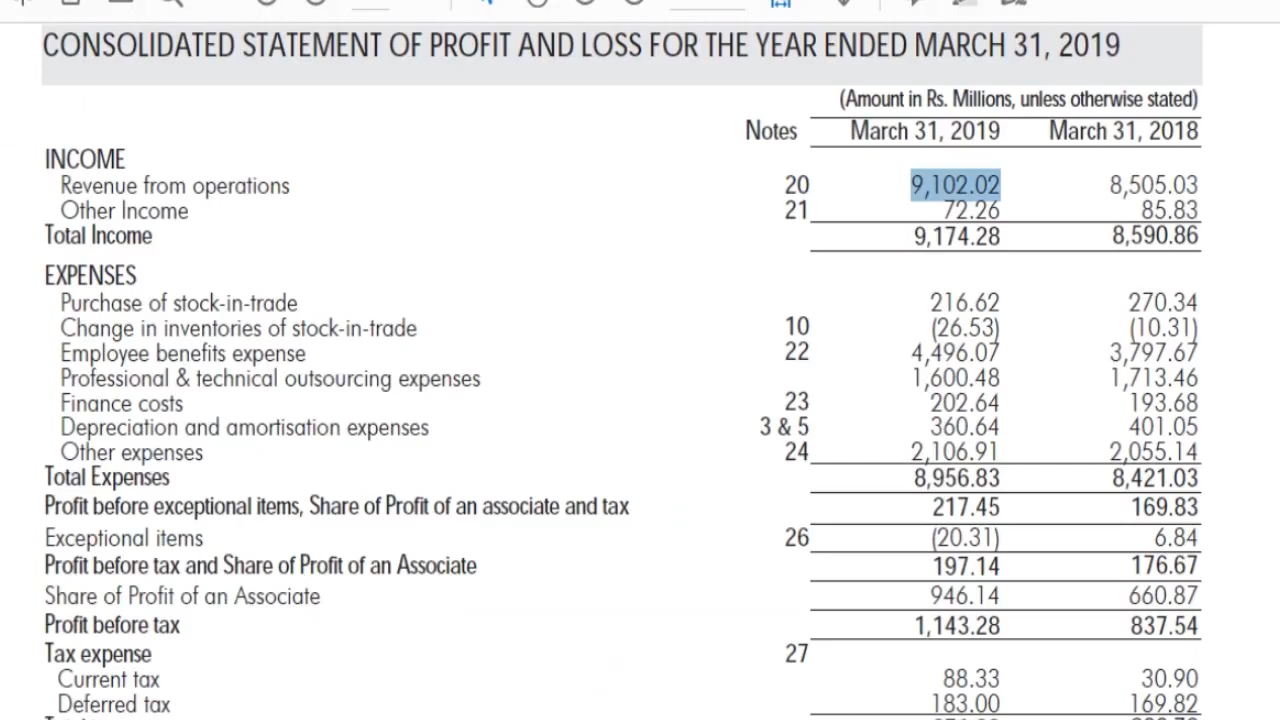 CONSOLIDATED STATEMENT OF PROFIT AND LOSS FOR THE YEAR ENDED MARCH 31, 2019
(Amount in Rs. Millions, unless otherwise stated)
Notes March 31, 2019 March 31, 2018
INCOME
Revenue from operations 20 9,102.02 8,505.03
Other Income 21 72.26 85.83
Total Income 9,174.28 8,590.86
EXPENSES
Purchase of stock-in-trade 216.62 270.34
Change in inventories of stock-in-trade 10 (26.53) (10.31)
Employee benefits expense 22 4,496.07 3,797.67
Professional & technical outsourcing expenses 1,600.48 1,713.46
Finance costs 23 202.64 193.68
Depreciation and amortisation expenses 3 & 5 360.64 401.05
Other expenses 24 2,106.91 2,055.14
Total Expenses 8,956.83 8,421.03
Profit before exceptional items, Share of Profit of an associate and tax 217.45 169.83
Exceptional items 26 (20.31) 6.84
Profit before tax and Share of Profit of an Associate 197.14 176.67
Share of Profit of an Associate 946.14 660.87
Profit before tax 1,143.28 837.54
Tax expense 27
Current tax 88.33 30.90
Deferred tax 183.00 169.82